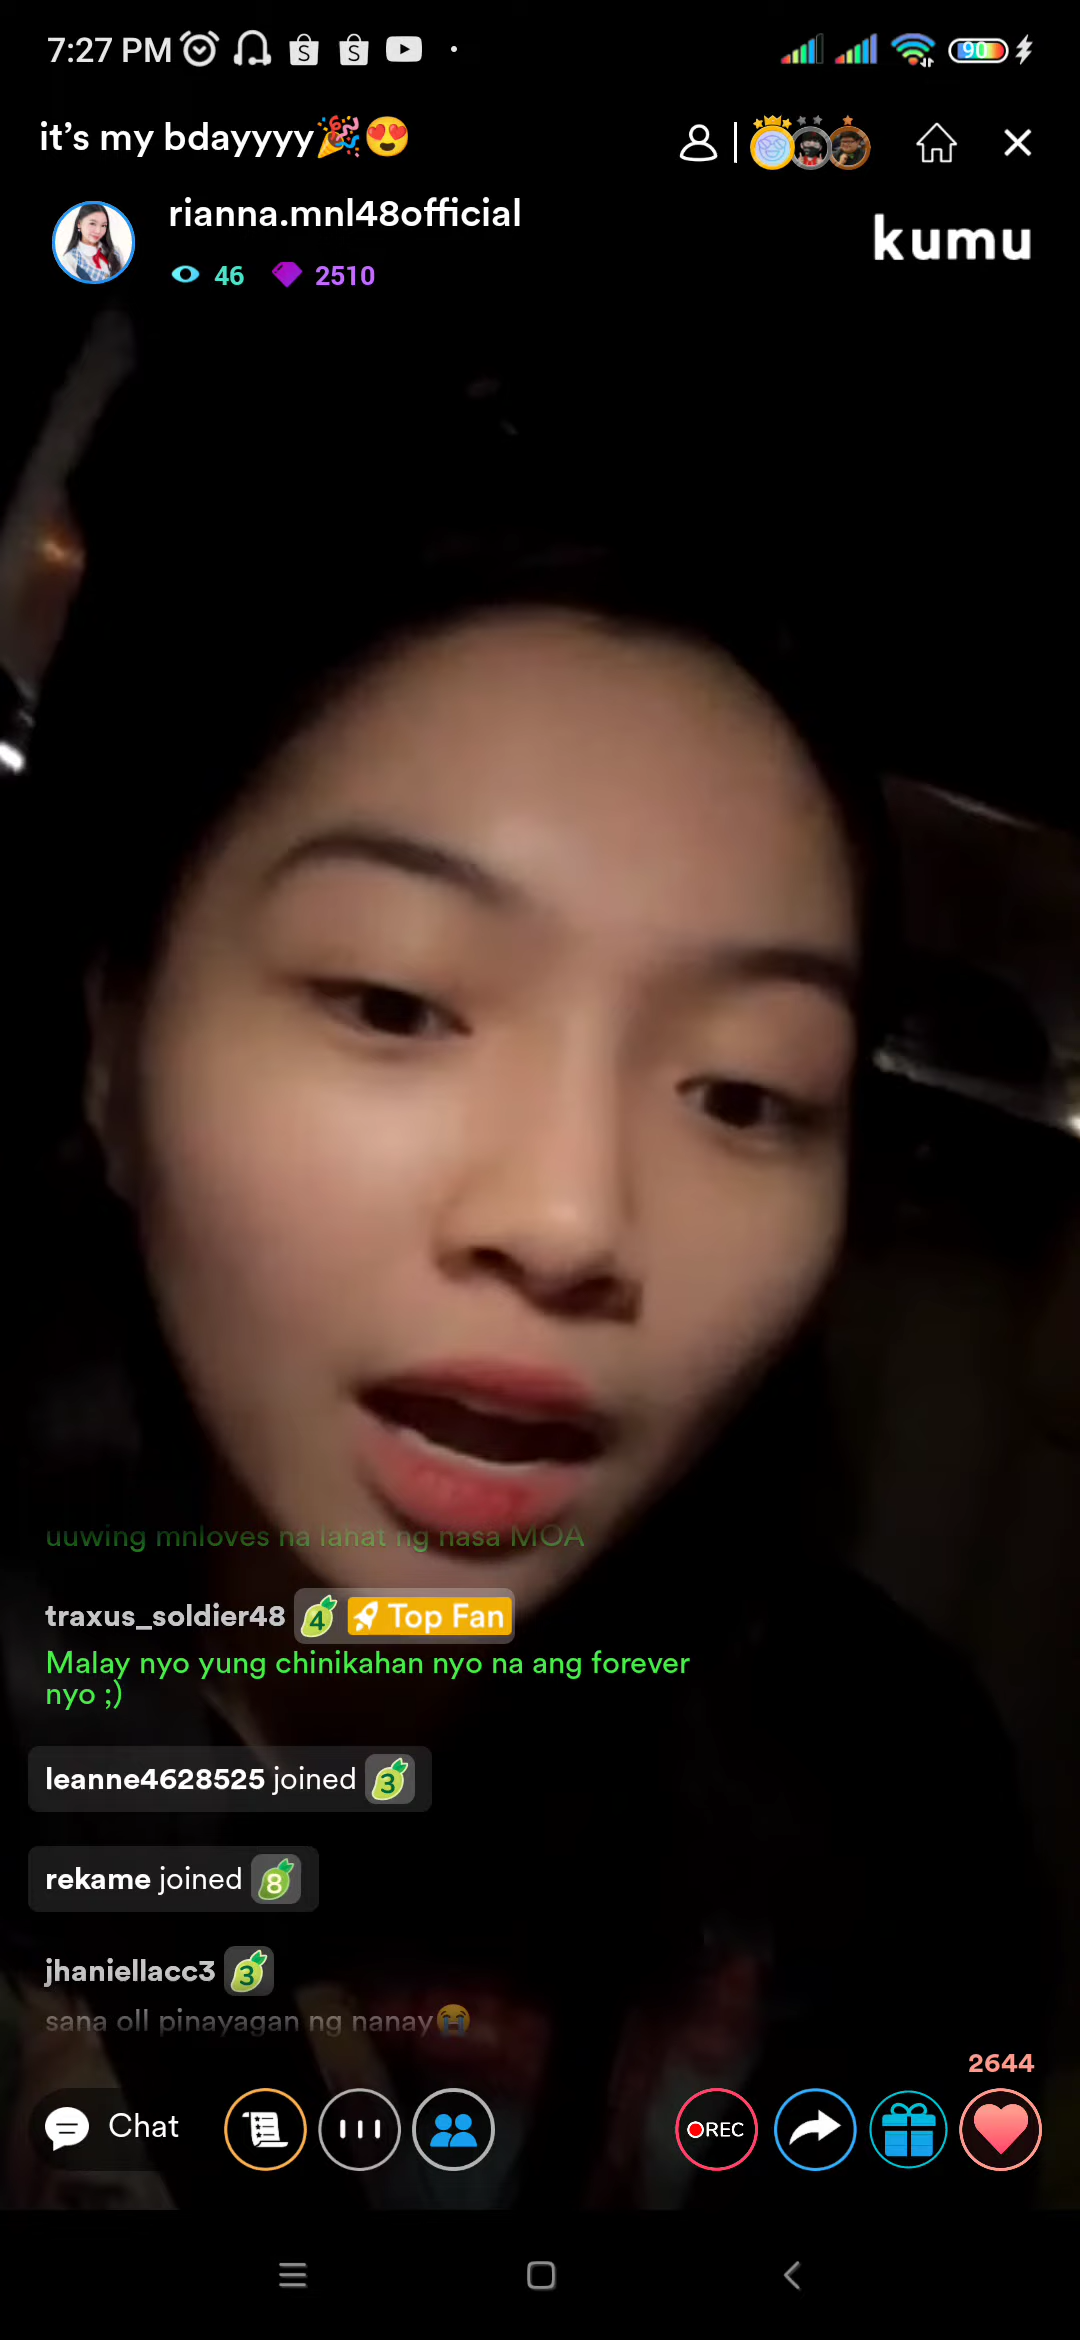 7:27 PM
90
it's my bdayyyy🎉😍
rianna.mnl48official
46 2510
kumu
uuwing mnloves na lahat ng nasa MOA
traxus_soldier48 4 Top Fan
Malay nyo yung chinikahan nyo na ang forever
nyo ;)
leanne4628525 joined 3
rekame joined 8
jhaniellacc3 3
sana oll pinayagan ng nanay😭
2644
Chat
REC